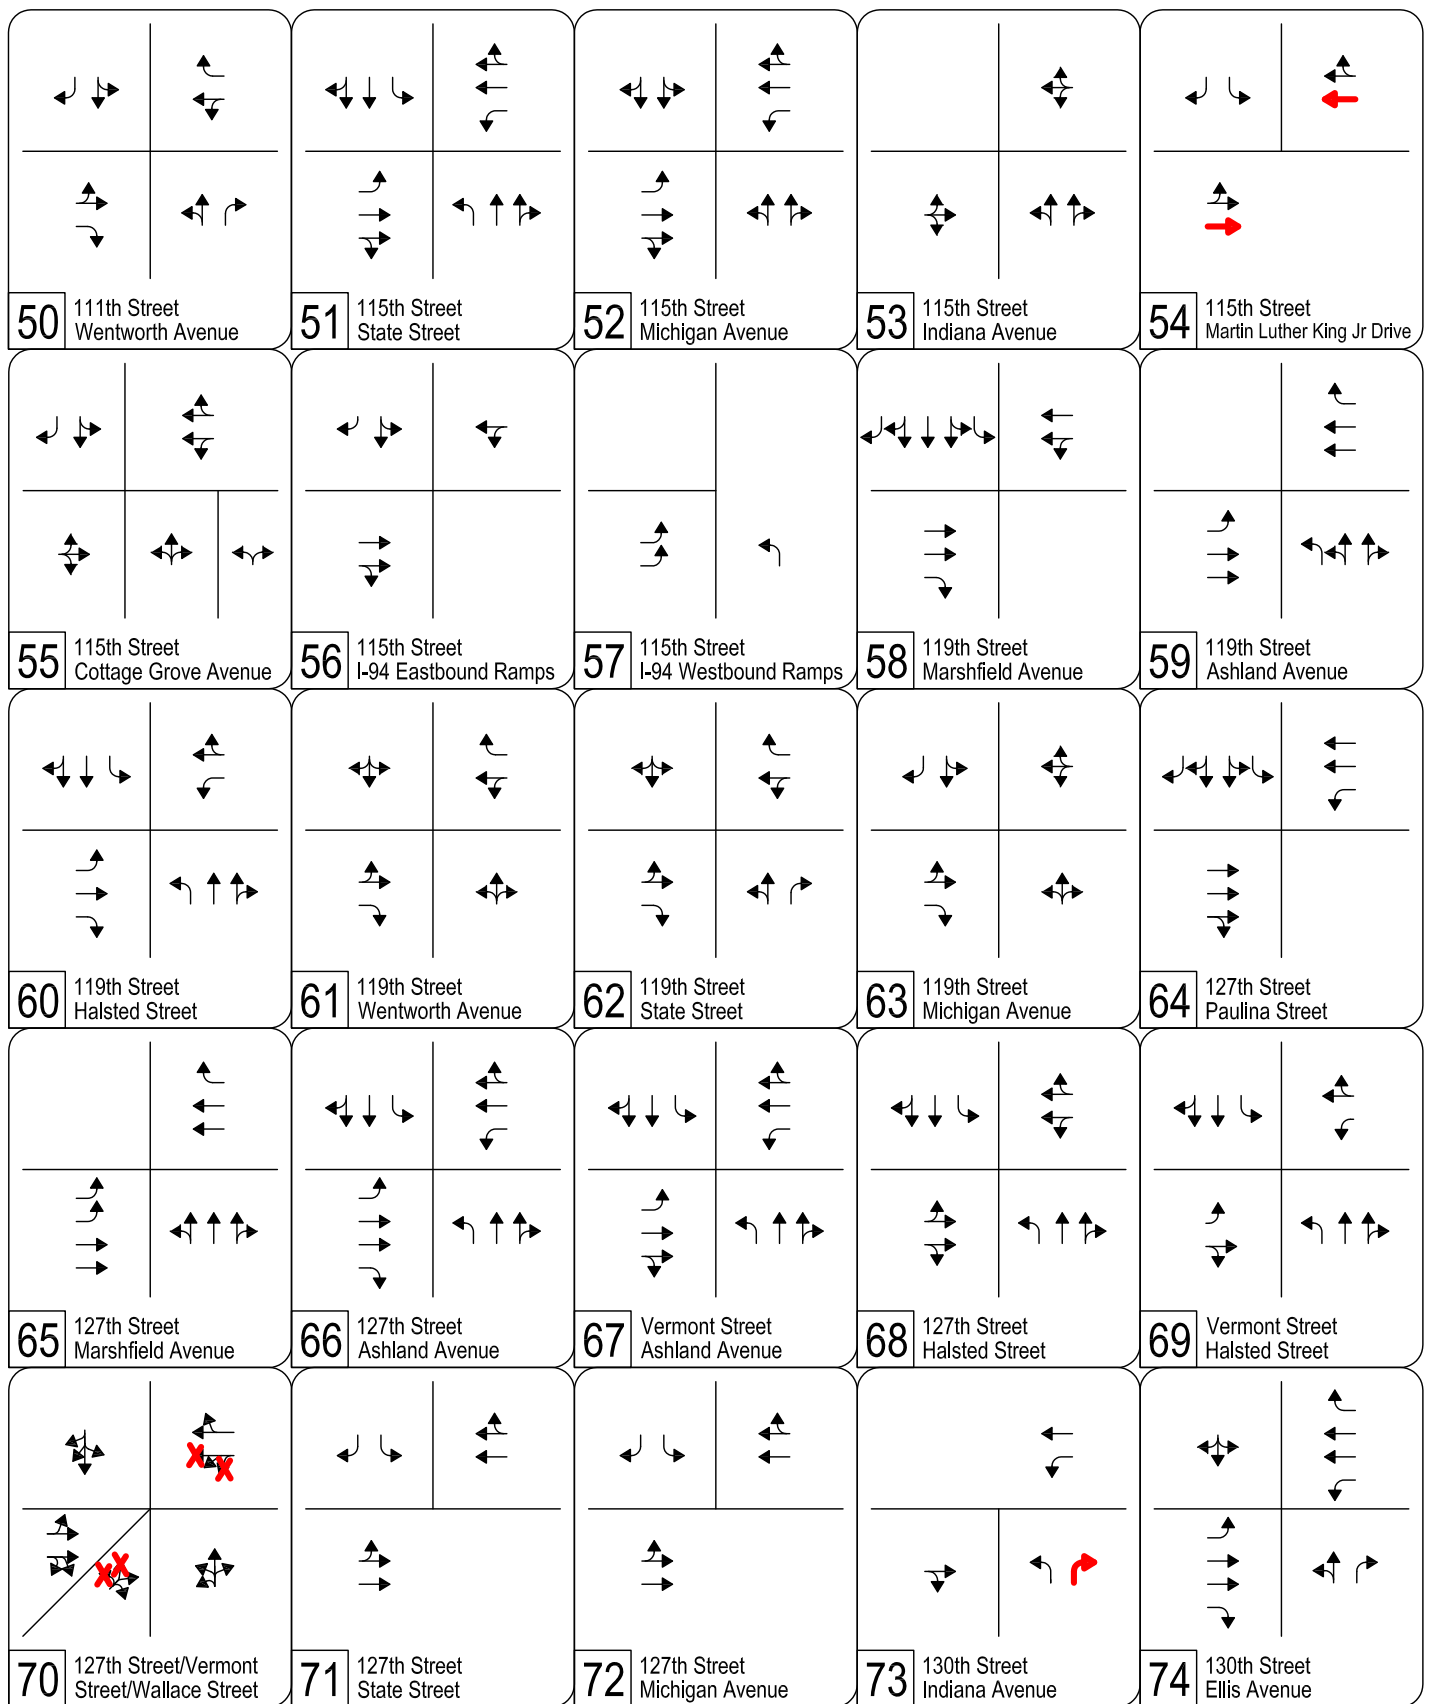 50 111th Street
Wentworth Avenue
51 115th Street
State Street
52 115th Street
Michigan Avenue
53 115th Street
Indiana Avenue
54 115th Street
Martin Luther King Jr Drive
55 115th Street
Cottage Grove Avenue
56 115th Street
I-94 Eastbound Ramps
57 115th Street
I-94 Westbound Ramps
58 119th Street
Marshfield Avenue
59 119th Street
Ashland Avenue
60 119th Street
Halsted Street
61 119th Street
Wentworth Avenue
62 119th Street
State Street
63 119th Street
Michigan Avenue
64 127th Street
Paulina Street
65 127th Street
Marshfield Avenue
66 127th Street
Ashland Avenue
67 Vermont Street
Ashland Avenue
68 127th Street
Halsted Street
69 Vermont Street
Halsted Street
70 127th Street/Vermont
Street/Wallace Street
71 127th Street
State Street
72 127th Street
Michigan Avenue
73 130th Street
Indiana Avenue
74 130th Street
Ellis Avenue